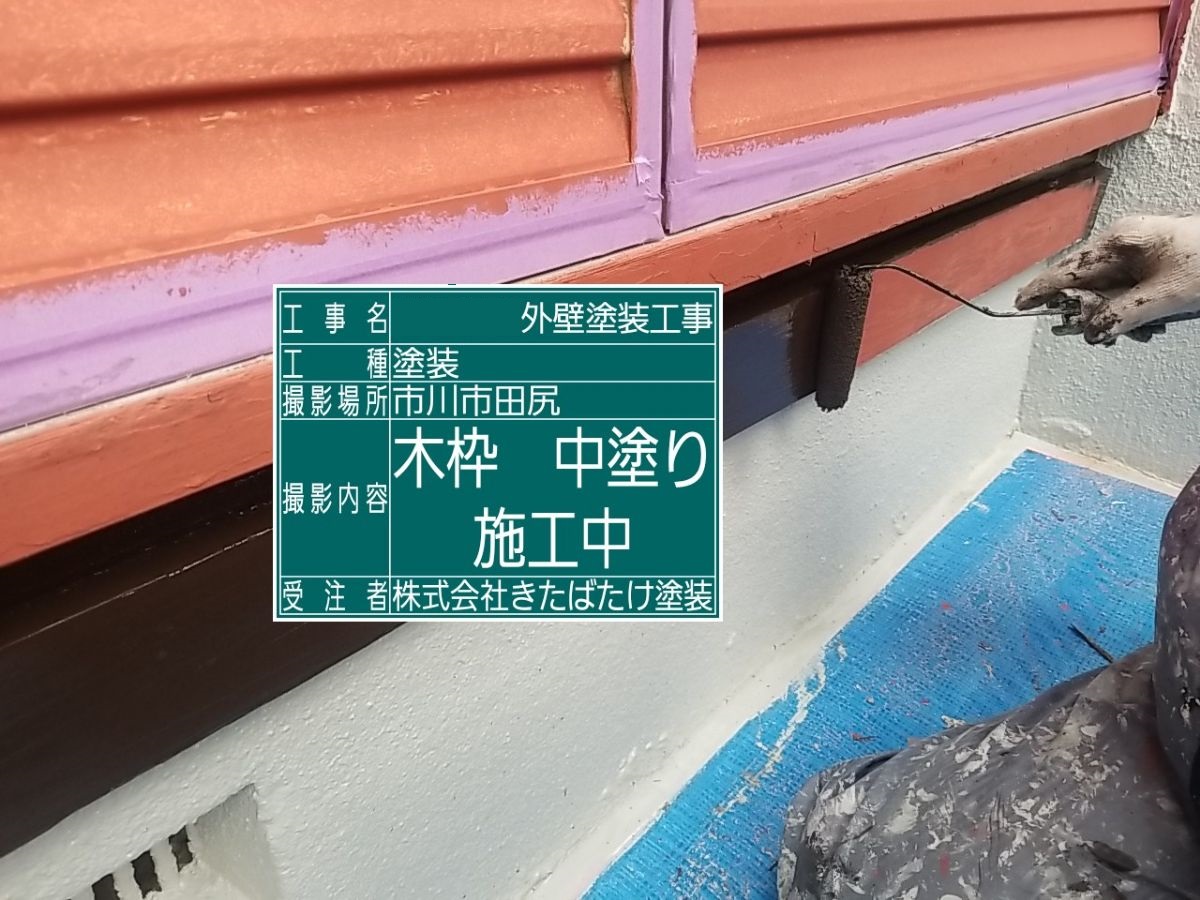 工事名 外壁塗装工事
工種 塗装
撮影場所 市川市田尻
撮影内容 木枠 中塗り
施工中
受注者 株式会社きたばたけ塗装